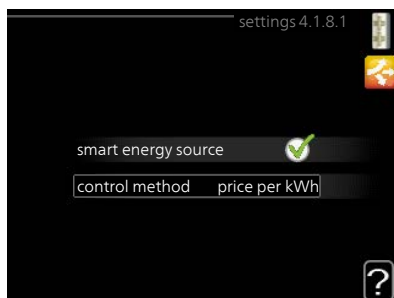 settings 4.1.8.1
smart energy source
control method price per kWh
?